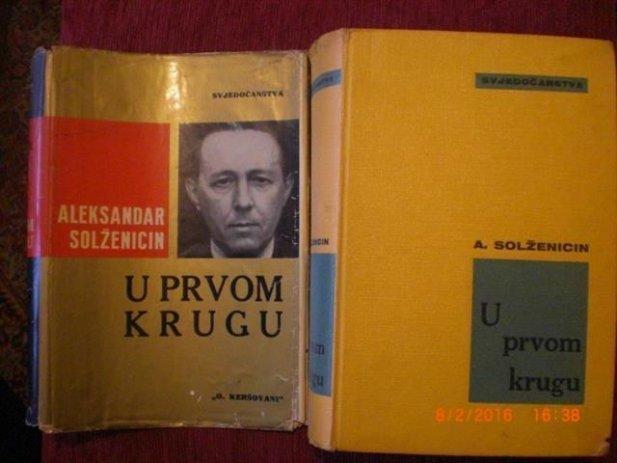 SVJEDOČANSTVA
ALEKSANDAR
SOLŽENICIN
U PRVOM
KRUGU
„O. KERŠOVANI"
SVJEDOČANSTVA
A. SOLŽENICIN
U
prvom
krugu
8/2/2016 16:38